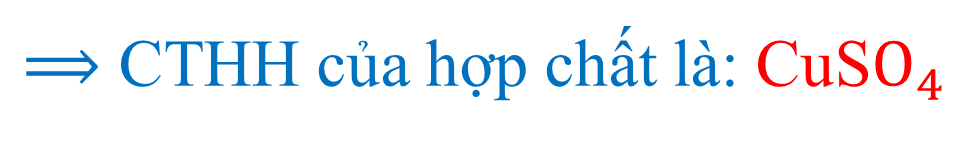 ⟹ CTHH của hợp chất là: CuSO₄